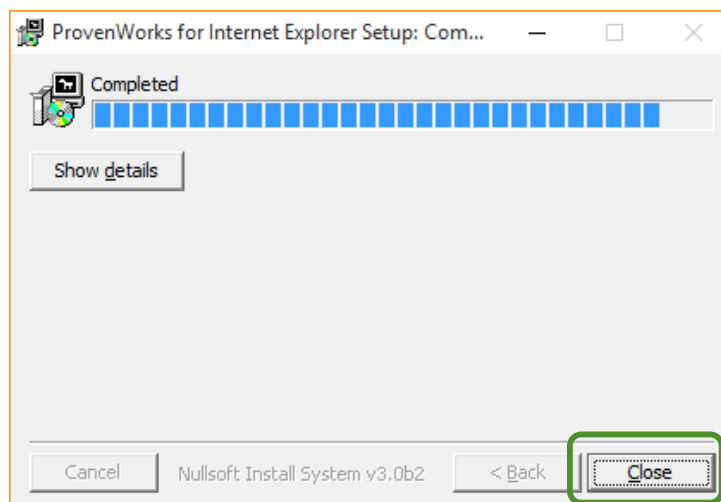 ProvenWorks for Internet Explorer Setup: Com...
Completed
Show details
Cancel
Nullsoft Install System v3.0b2
< Back
Close